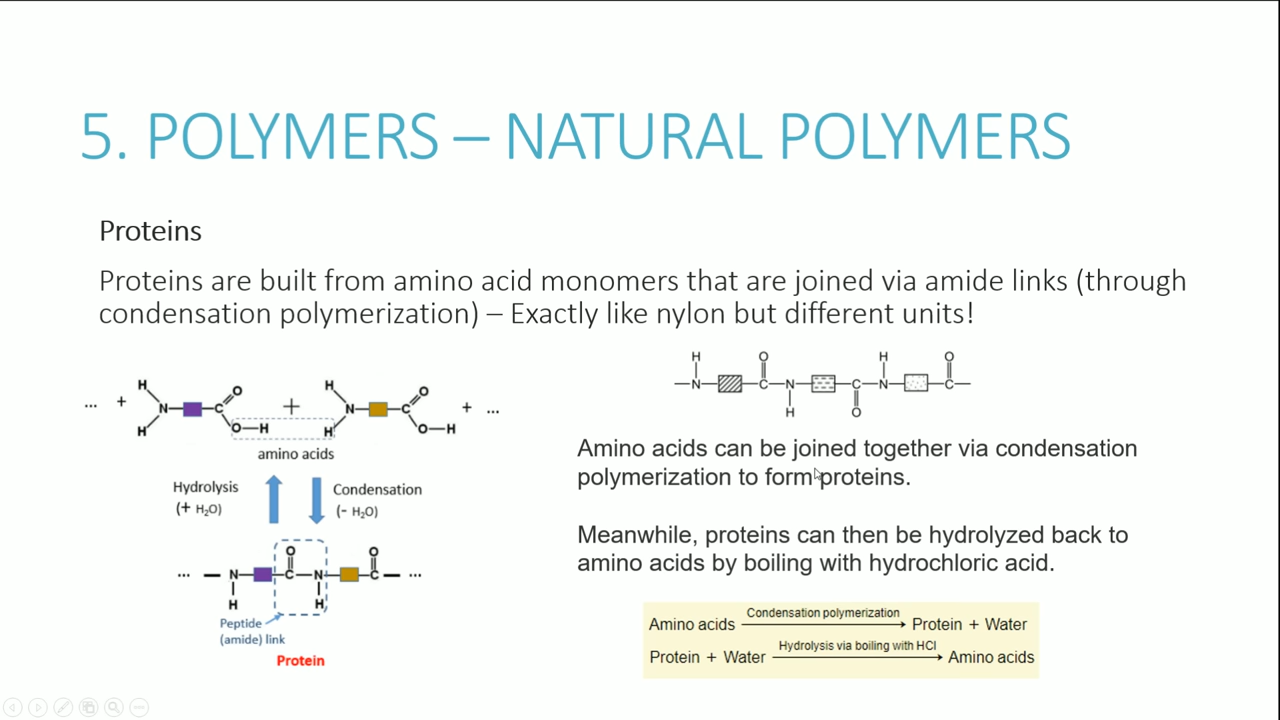 5. POLYMERS – NATURAL POLYMERS
Proteins
Proteins are built from amino acid monomers that are joined via amide links (through
condensation polymerization) – Exactly like nylon but different units!
... + H H N C O O—H + H H N C O O—H + ...
amino acids
Hydrolysis
(+ H₂O)
Condensation
(- H₂O)
... — N H C O N H C O — ...
Peptide
(amide) link
Protein
—N H C O N H C O N H C O —
Amino acids can be joined together via condensation
polymerization to form proteins.
Meanwhile, proteins can then be hydrolyzed back to
amino acids by boiling with hydrochloric acid.
Condensation polymerization
Amino acids Protein + Water
Hydrolysis via boiling with HCl
Protein + Water Amino acids